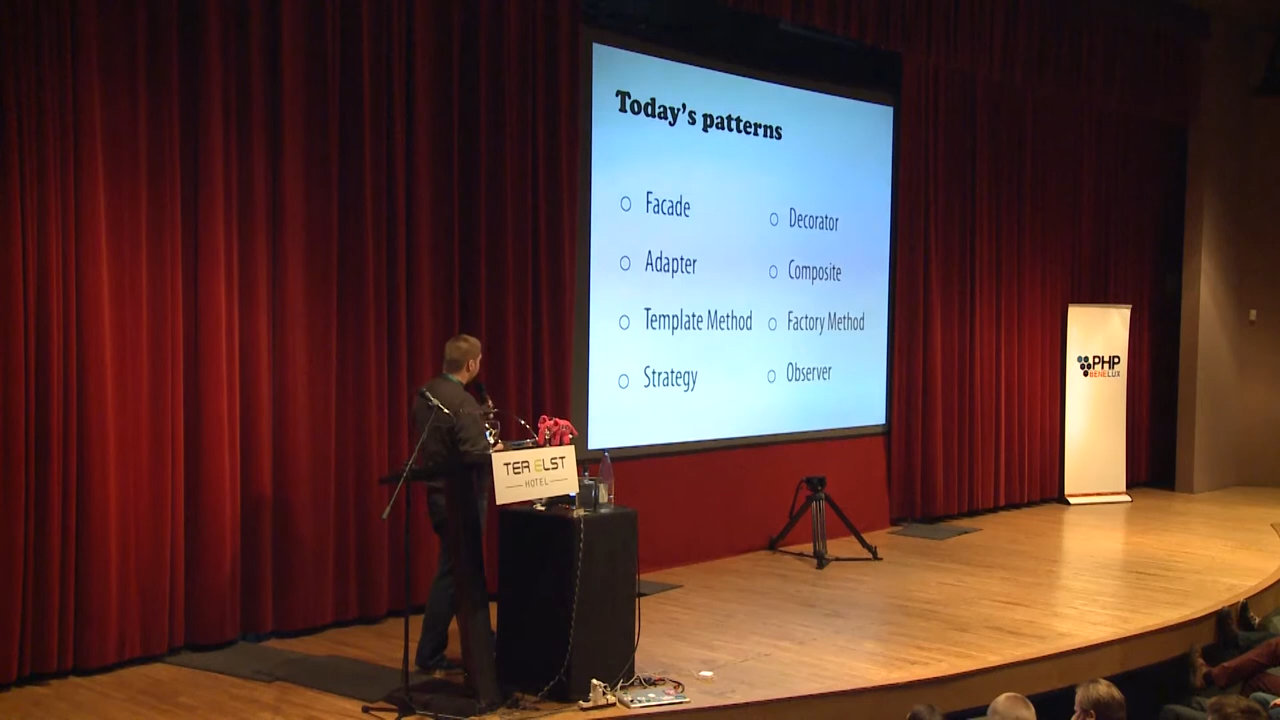 Today's patterns
Facade
Adapter
Template Method
Strategy
Decorator
Composite
Factory Method
Observer
TER ELST
HOTEL
PHP
BENELUX